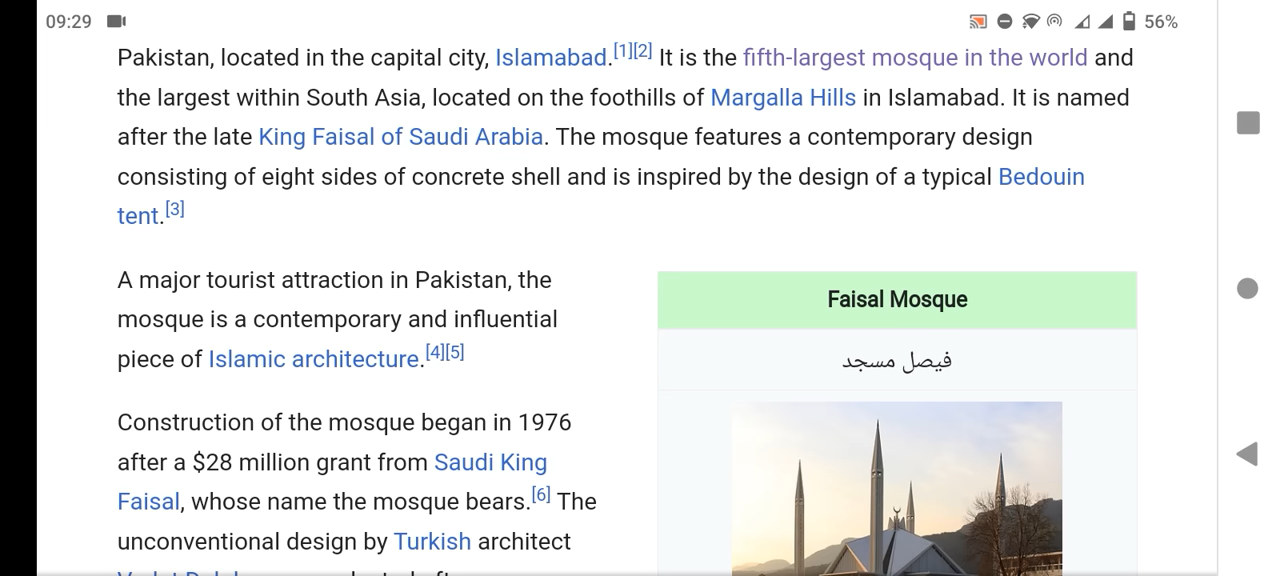 09:29
56%
Pakistan, located in the capital city, Islamabad.[1][2] It is the fifth-largest mosque in the world and
the largest within South Asia, located on the foothills of Margalla Hills in Islamabad. It is named
after the late King Faisal of Saudi Arabia. The mosque features a contemporary design
consisting of eight sides of concrete shell and is inspired by the design of a typical Bedouin
tent.[3]
A major tourist attraction in Pakistan, the
mosque is a contemporary and influential
piece of Islamic architecture.[4][5]
Construction of the mosque began in 1976
after a $28 million grant from Saudi King
Faisal, whose name the mosque bears.[6] The
unconventional design by Turkish architect
Faisal Mosque
فیصل مسجد